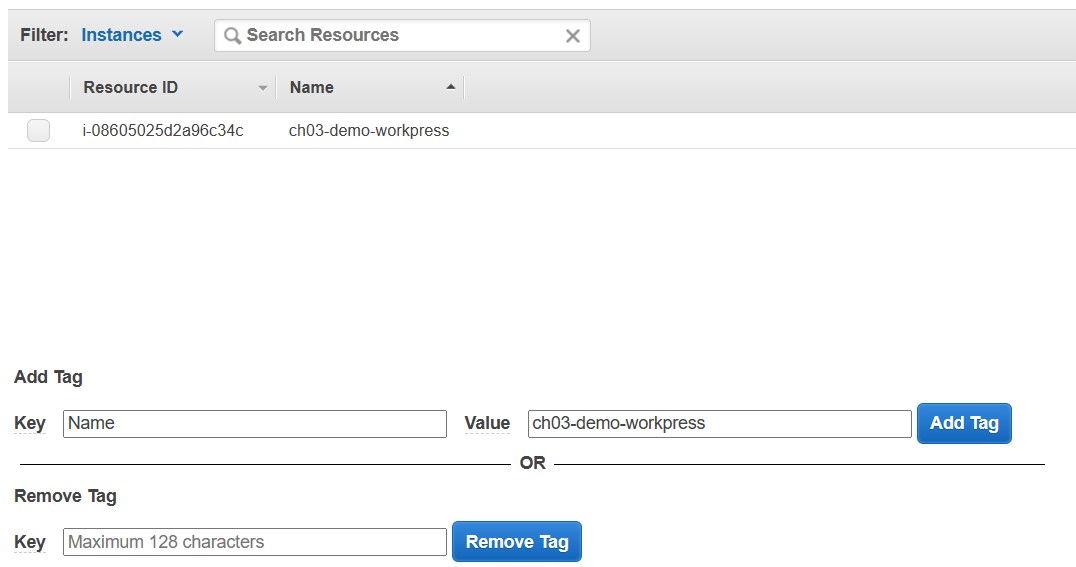 Filter: Instances Search Resources
Resource ID Name
i-08605025d2a96c34c ch03-demo-workpress
Add Tag
Key Name Value ch03-demo-workpress Add Tag
OR
Remove Tag
Key Maximum 128 characters Remove Tag